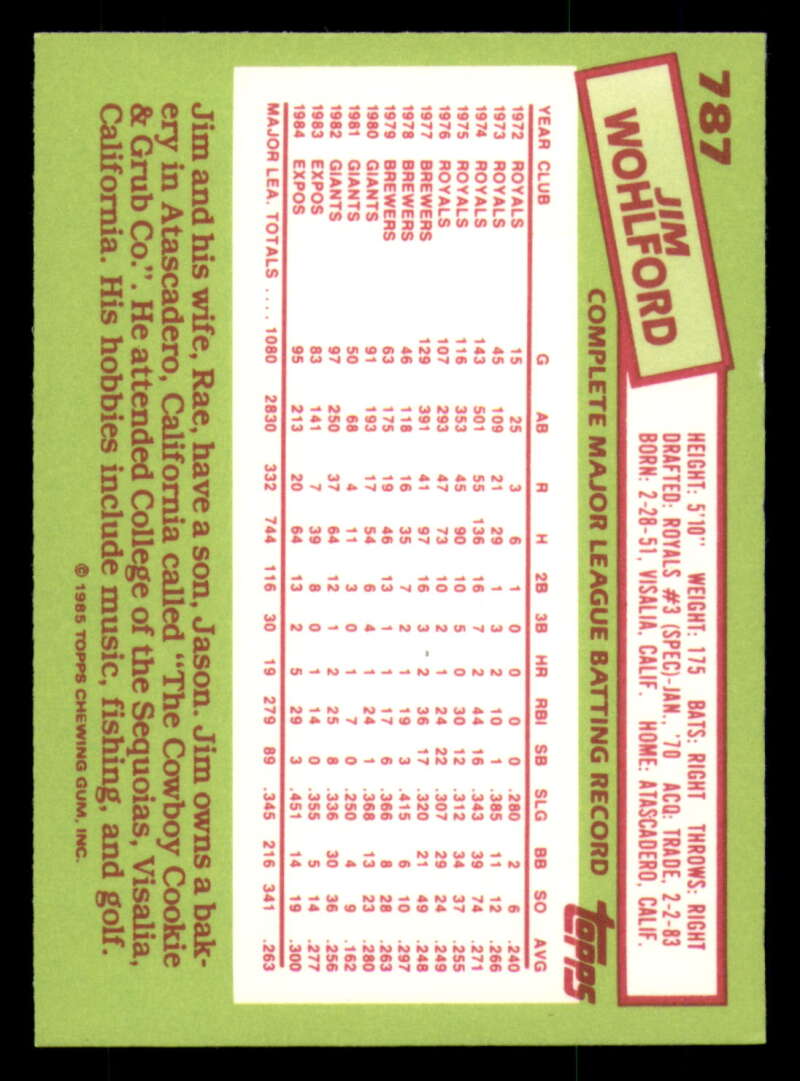 787
JIM
WOHLFORD
HEIGHT: 5'10" WEIGHT: 175 BATS: RIGHT THROWS: RIGHT
DRAFTED: ROYALS #3 (SPEC)-JAN., '70 ACQ: TRADE, 2-2-83
BORN: 2-28-51, VISALIA, CALIF. HOME: ATASCADERO, CALIF.
COMPLETE MAJOR LEAGUE BATTING RECORD
topps
YEAR CLUB G AB R H 2B 3B HR RBI SB SLG BB SO AVG
1972 ROYALS 15 25 3 6 1 0 0 0 0 .280 2 6 .240
1973 ROYALS 45 109 21 29 1 3 2 10 1 .385 11 12 .266
1974 ROYALS 143 501 55 136 16 7 2 44 16 .343 39 74 .271
1975 ROYALS 116 353 45 90 10 5 0 30 12 .312 34 37 .255
1976 ROYALS 107 293 47 73 10 2 1 24 22 .307 29 24 .249
1977 BREWERS 129 391 41 97 16 3 2 36 17 .320 21 49 .248
1978 BREWERS 46 118 16 35 7 2 1 19 3 .415 6 10 .297
1979 BREWERS 63 175 19 46 13 1 1 17 6 .366 8 28 .263
1980 GIANTS 91 193 17 54 6 4 1 24 1 .368 13 23 .280
1981 GIANTS 50 68 4 11 3 0 1 7 0 .250 4 9 .162
1982 GIANTS 97 250 37 64 12 1 2 25 8 .336 30 36 .256
1983 EXPOS 83 141 7 39 8 0 1 14 0 .355 5 14 .277
1984 EXPOS 95 213 20 64 13 2 5 29 3 .451 14 19 .300
MAJOR LEA. TOTALS .... 1080 2830 332 744 116 30 19 279 89 .345 216 341 .263
Jim and his wife, Rae, have a son, Jason. Jim owns a bak-
ery in Atascadero, California called "The Cowboy Cookie
& Grub Co.". He attended College of the Sequoias, Visalia,
California. His hobbies include music, fishing, and golf.
© 1985 TOPPS CHEWING GUM, INC.